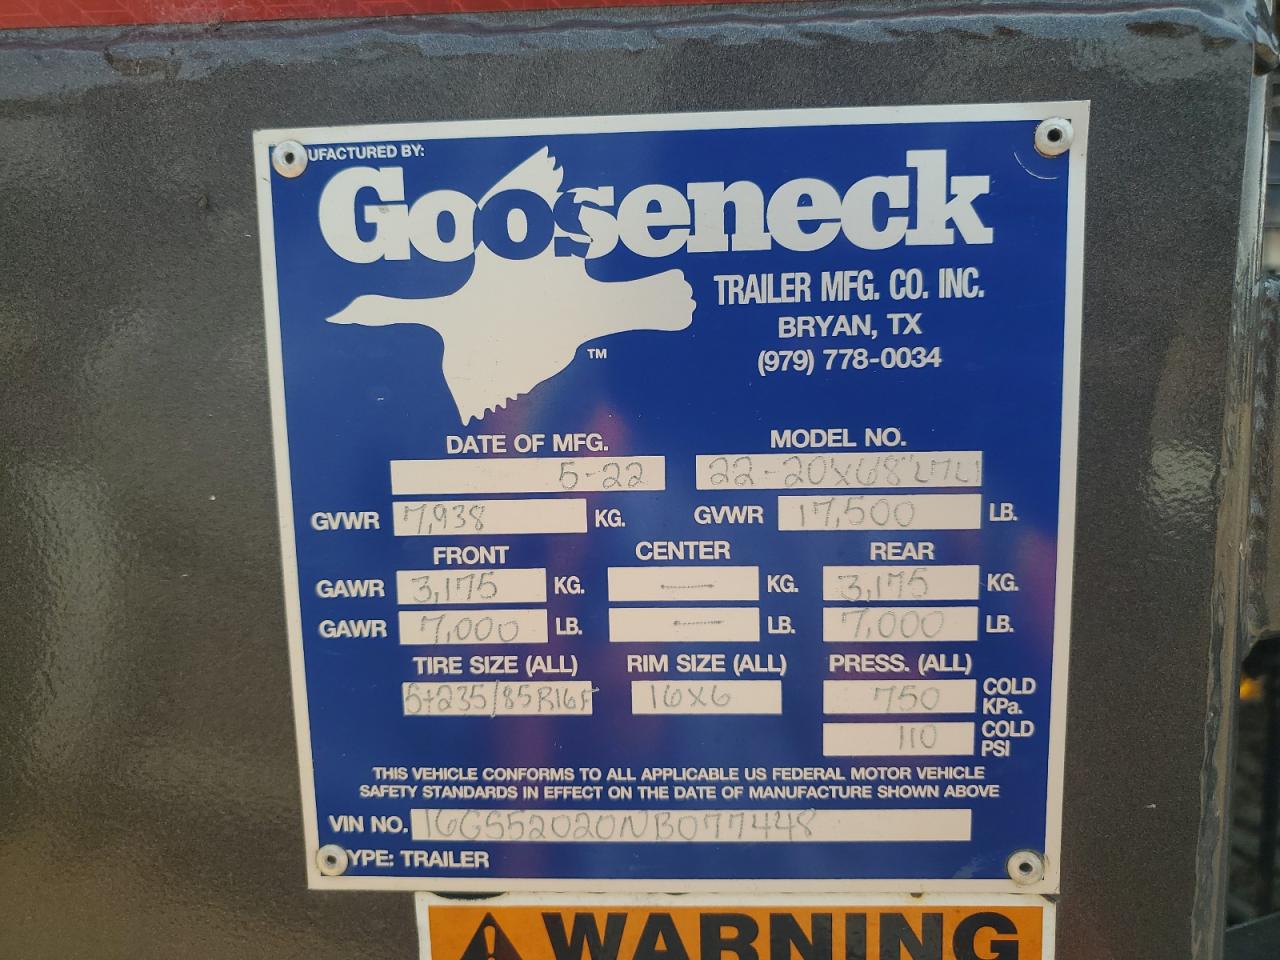 UFACTURED BY:
Gooseneck
TRAILER MFG. CO. INC.
BRYAN, TX
(979) 778-0034
TM
DATE OF MFG. MODEL NO.
5-22 22-20x68"
GVWR 7,938 KG. GVWR 17,500 LB.
FRONT CENTER REAR
GAWR 3,175 KG. — KG. 3,175 KG.
GAWR 7,000 LB. — LB. 7,000 LB.
TIRE SIZE (ALL) RIM SIZE (ALL) PRESS. (ALL)
St235/85R16F 16x6 750 COLD KPa.
110 COLD PSI
THIS VEHICLE CONFORMS TO ALL APPLICABLE US FEDERAL MOTOR VEHICLE
SAFETY STANDARDS IN EFFECT ON THE DATE OF MANUFACTURE SHOWN ABOVE
VIN NO. 16GS52020NB077448
YPE: TRAILER
WARNING